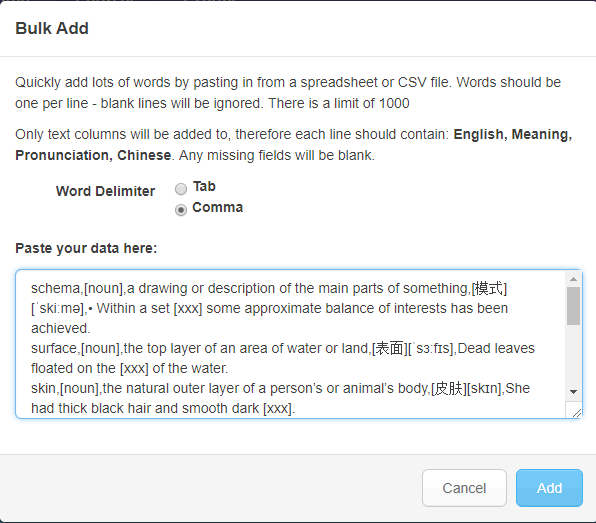 Bulk Add
Quickly add lots of words by pasting in from a spreadsheet or CSV file. Words should be
one per line - blank lines will be ignored. There is a limit of 1000
Only text columns will be added to, therefore each line should contain: English, Meaning,
Pronunciation, Chinese. Any missing fields will be blank.
Word Delimiter
Tab
Comma
Paste your data here:
schema,[noun],a drawing or description of the main parts of something,[模式]
[ˈskiːmə],• Within a set [xxx] some approximate balance of interests has been
achieved.
surface,[noun],the top layer of an area of water or land,[表面][ˈsɜːfɪs],Dead leaves
floated on the [xxx] of the water.
skin,[noun],the natural outer layer of a person’s or animal’s body,[皮肤][skɪn],She
had thick black hair and smooth dark [xxx].
Cancel
Add